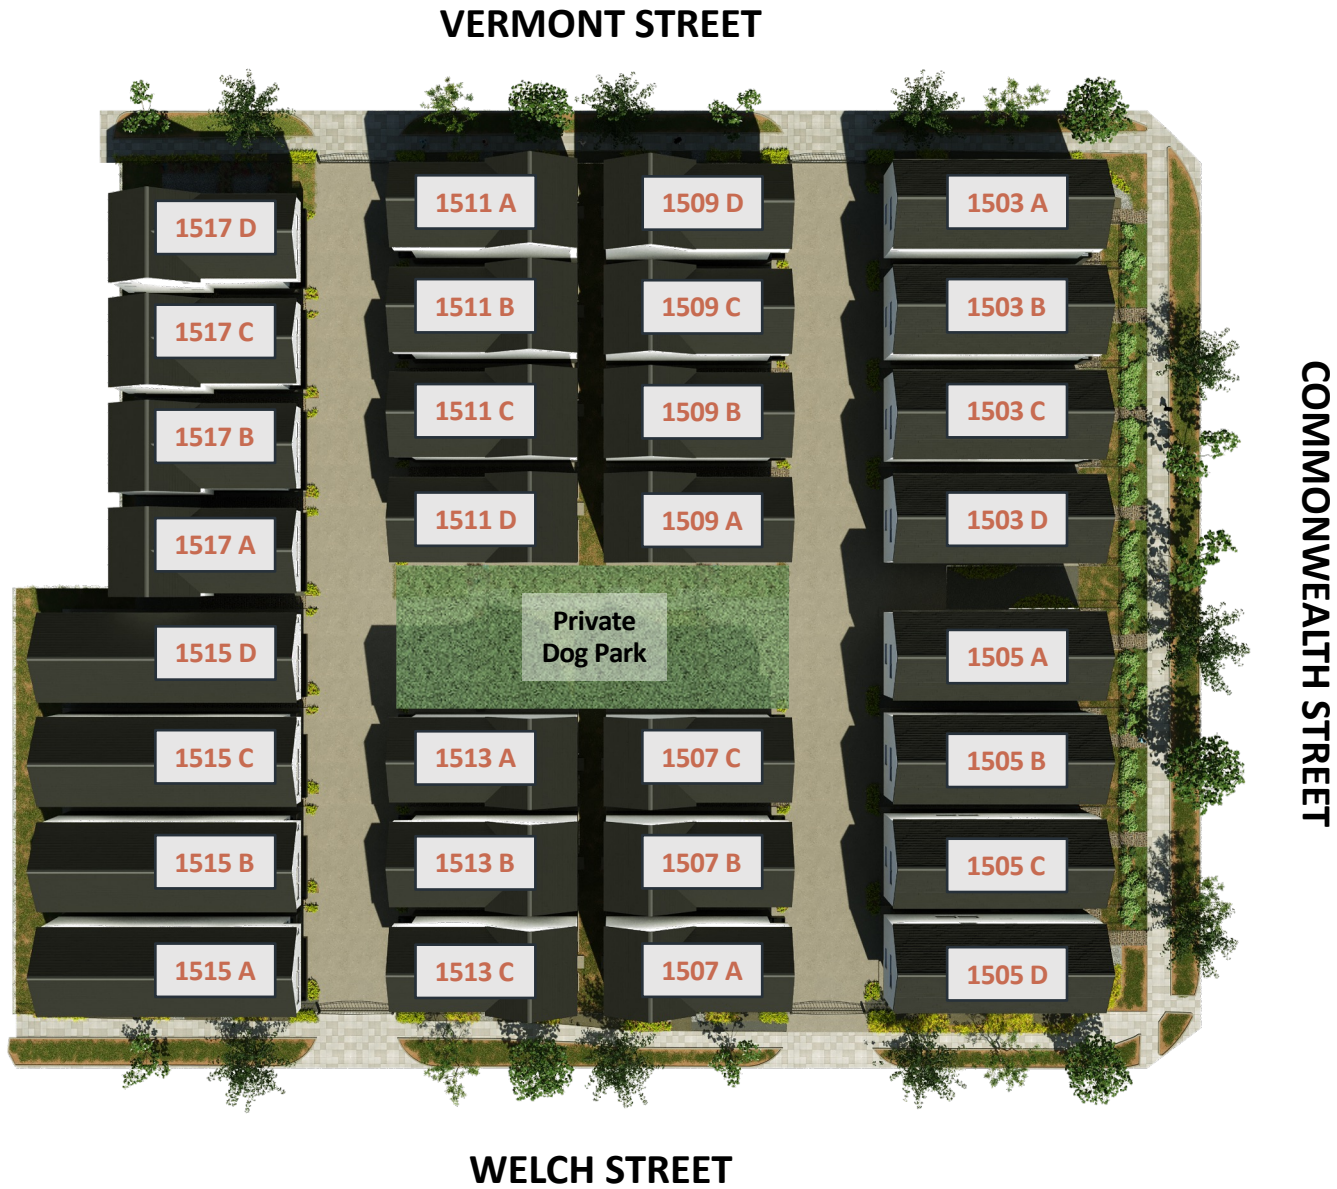 VERMONT STREET
1511 A
1509 D
1503 A
1517 D
1511 B
1509 C
1503 B
1517 C
1511 C
1509 B
1503 C
1517 B
1511 D
1509 A
1503 D
1517 A
Private
Dog Park
1515 D
1505 A
1515 C
1513 A
1507 C
1505 B
1515 B
1513 B
1507 B
1505 C
1515 A
1513 C
1507 A
1505 D
COMMONWEALTH STREET
WELCH STREET